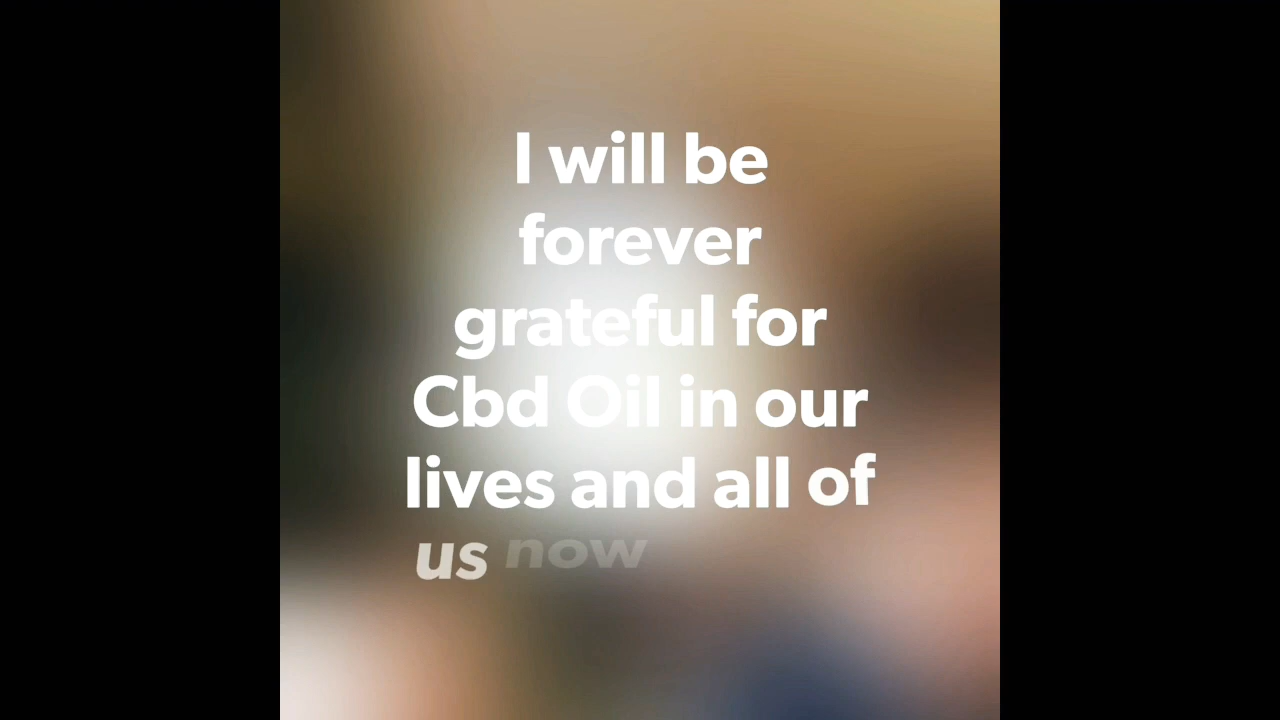 I will be
forever
grateful for
Cbd Oil in our
lives and all of
us now